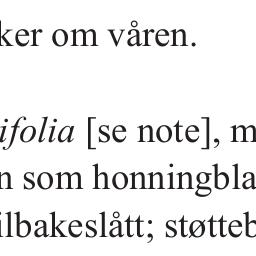 ker om våren.
ifolia [se note], m
n som honningbla
ilbakeslått; støtteb